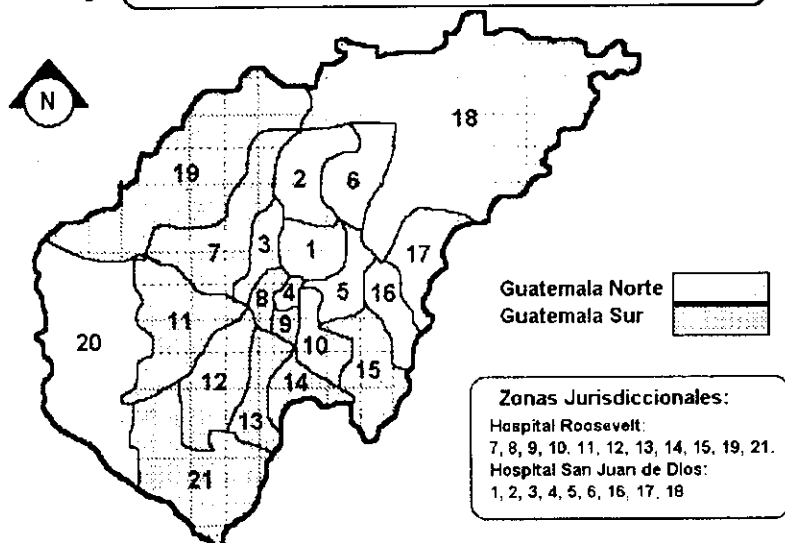 N
18
19
2
6
7
3
1
17
8
4
5
16
20
11
9
10
12
15
14
13
21
Guatemala Norte
Guatemala Sur
Zonas Jurisdiccionales:
Hospital Roosevelt:
7, 8, 9, 10. 11, 12, 13, 14, 15, 19, 21.
Hospital San Juan de Dios:
1, 2, 3, 4, 5, 6, 16, 17, 18